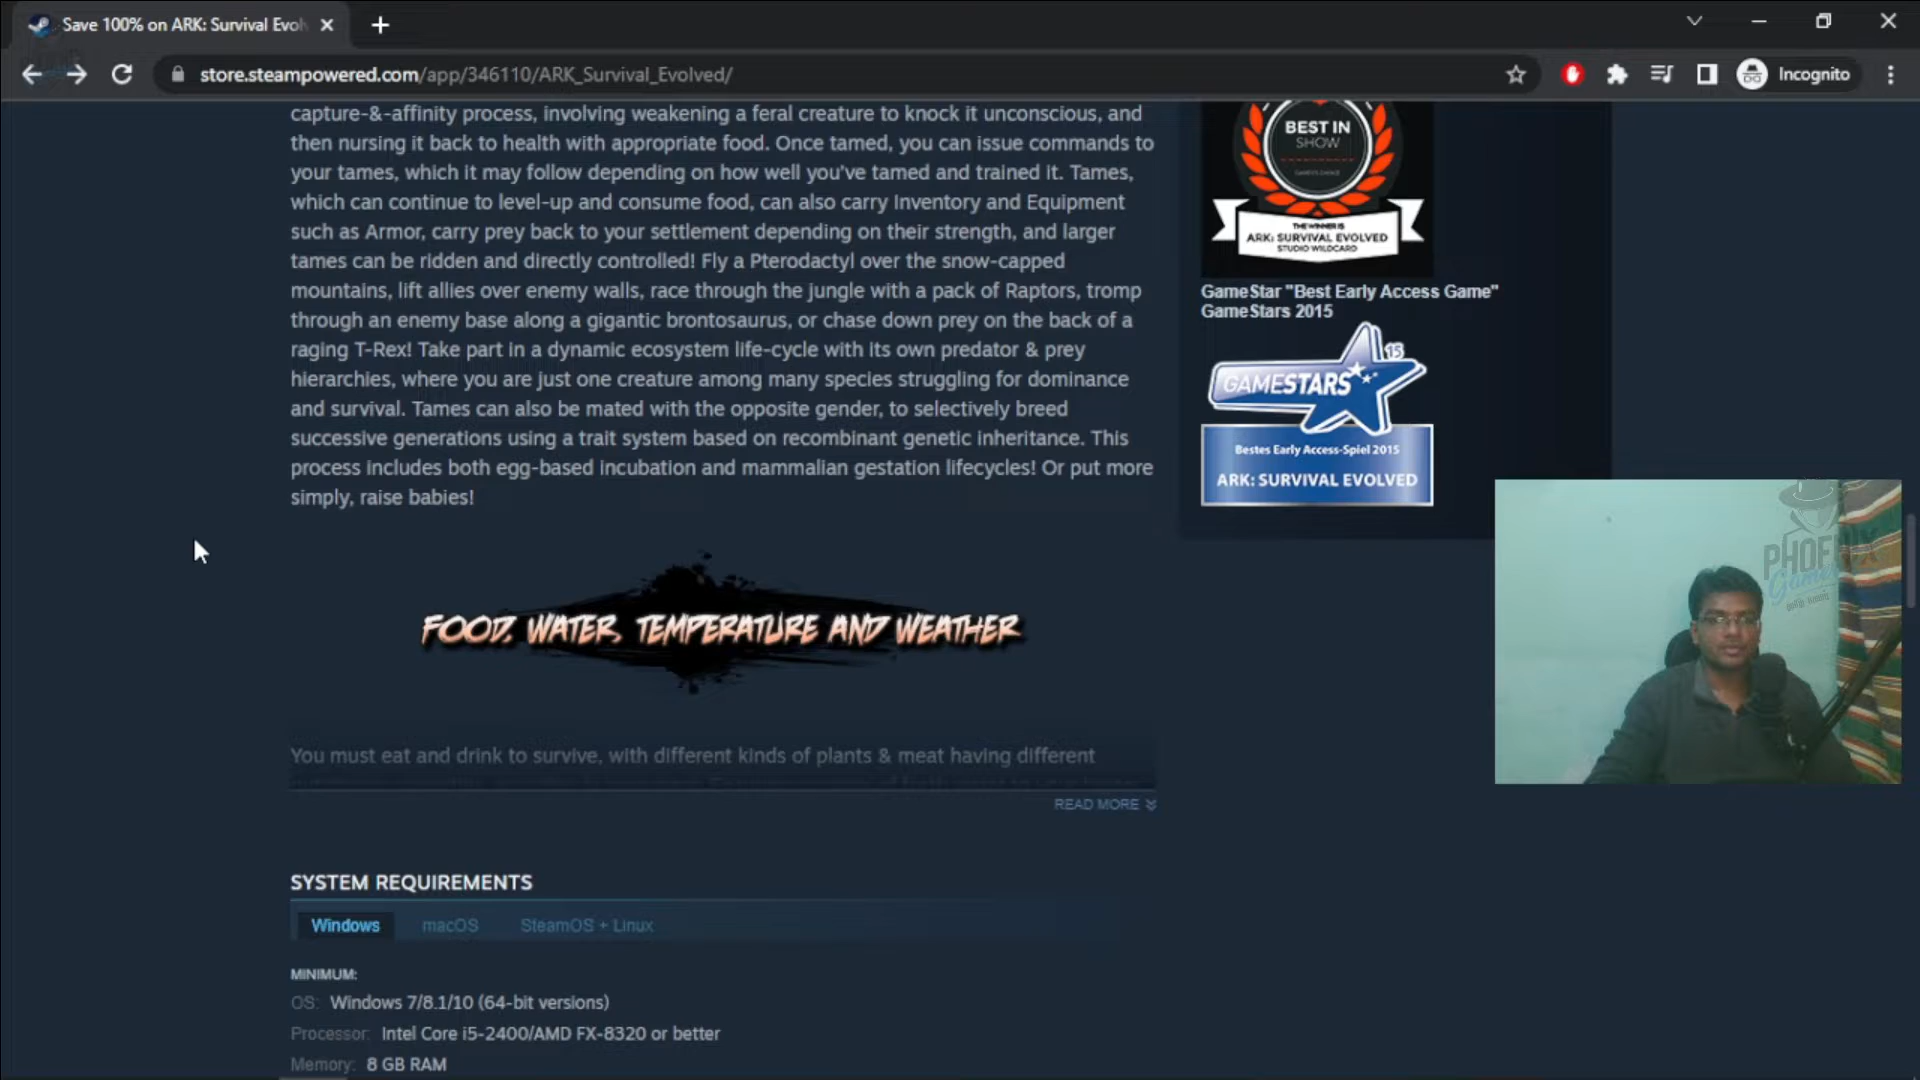 Save 100% on ARK: Survival Evol
store.steampowered.com/app/346110/ARK_Survival_Evolved/
Incognito
capture-&-affinity process, involving weakening a feral creature to knock it unconscious, and
then nursing it back to health with appropriate food. Once tamed, you can issue commands to
your tames, which it may follow depending on how well you've tamed and trained it. Tames,
which can continue to level-up and consume food, can also carry Inventory and Equipment
such as Armor, carry prey back to your settlement depending on their strength, and larger
tames can be ridden and directly controlled! Fly a Pterodactyl over the snow-capped
mountains, lift allies over enemy walls, race through the jungle with a pack of Raptors, tromp
through an enemy base along a gigantic brontosaurus, or chase down prey on the back of a
raging T-Rex! Take part in a dynamic ecosystem life-cycle with its own predator & prey
hierarchies, where you are just one creature among many species struggling for dominance
and survival. Tames can also be mated with the opposite gender, to selectively breed
successive generations using a trait system based on recombinant genetic inheritance. This
process includes both egg-based incubation and mammalian gestation lifecycles! Or put more
simply, raise babies!
FOOD, WATER, TEMPERATURE AND WEATHER
You must eat and drink to survive, with different kinds of plants & meat having different
READ MORE
SYSTEM REQUIREMENTS
Windows macOS SteamOS + Linux
MINIMUM:
OS: Windows 7/8.1/10 (64-bit versions)
Processor: Intel Core i5-2400/AMD FX-8320 or better
Memory: 8 GB RAM
BEST IN
SHOW
THE WINNER IS
ARK: SURVIVAL EVOLVED
STUDIO WILDCARD
GameStar "Best Early Access Game"
GameStars 2015
15
GAMESTARS
Bestes Early Access-Spiel 2015
ARK: SURVIVAL EVOLVED
PHOENIX